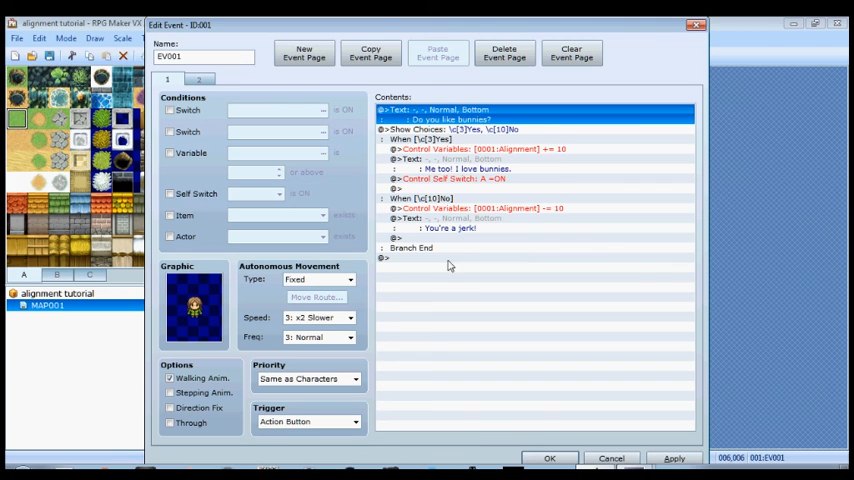 alignment tutorial - RPG Maker VX
File Edit Mode Draw Scale
A B C
alignment tutorial
MAP001
Edit Event - ID:001
Name:
EV001
New Event Page
Copy Event Page
Paste Event Page
Delete Event Page
Clear Event Page
1 2
Conditions
Switch ... is ON
Switch ... is ON
Variable ... is
or above
Self Switch is ON
Item exists
Actor exists
Graphic
Autonomous Movement
Type: Fixed
Move Route...
Speed: 3: x2 Slower
Freq: 3: Normal
Options
Walking Anim.
Stepping Anim.
Direction Fix
Through
Priority
Same as Characters
Trigger
Action Button
Contents:
@>Text: -, -, Normal, Bottom
: : Do you like bunnies?
@>Show Choices: \c[3]Yes, \c[10]No
: When [\c[3]Yes]
@>Control Variables: [0001:Alignment] += 10
@>Text: -, -, Normal, Bottom
: : Me too! I love bunnies.
@>Control Self Switch: A =ON
@>
: When [\c[10]No]
@>Control Variables: [0001:Alignment] -= 10
@>Text: -, -, Normal, Bottom
: : You're a jerk!
@>
: Branch End
@>
OK Cancel Apply
006,006 001:EV001